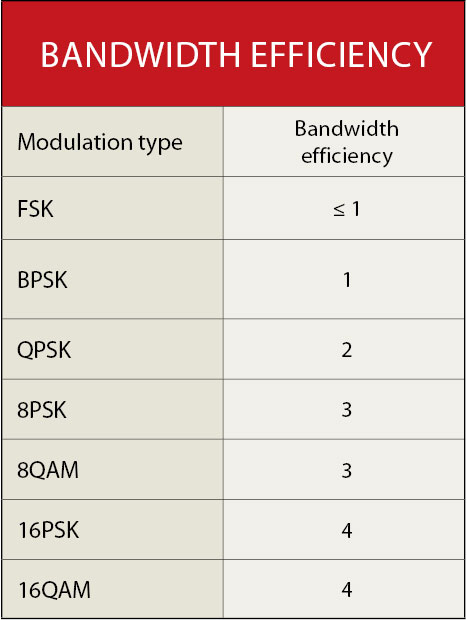 BANDWIDTH EFFICIENCY
Modulation type
Bandwidth
efficiency
FSK
≤ 1
BPSK
1
QPSK
2
8PSK
3
8QAM
3
16PSK
4
16QAM
4